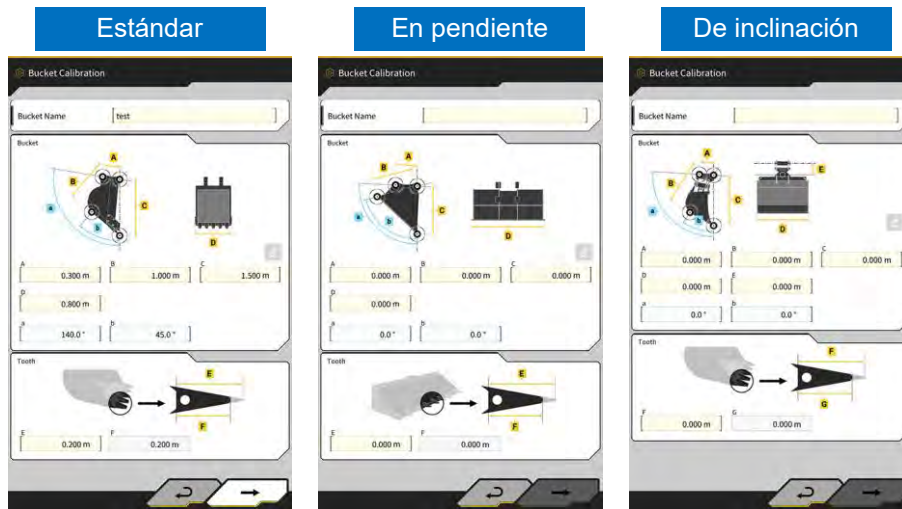 Estándar
Bucket Calibration
Bucket Name
test
Bucket
A
B
C
a
b
D
A 0.300 m B 1.000 m C 1.500 m
D 0.800 m
a 140.0 ° b 45.0 °
Tooth
E
F
E 0.200 m F 0.200 m
En pendiente
Bucket Calibration
Bucket Name
Bucket
A
B
C
a
b
D
A 0.000 m B 0.000 m C 0.000 m
D 0.000 m
a 0.0 ° b 0.0 °
Tooth
E
F
E 0.000 m F 0.000 m
De inclinación
Bucket Calibration
Bucket Name
Bucket
A
E
B
C
a
b
D
A 0.000 m B 0.000 m C 0.000 m
D 0.000 m E 0.000 m
a 0.0 ° b 0.0 °
Tooth
F
G
F 0.000 m G 0.000 m